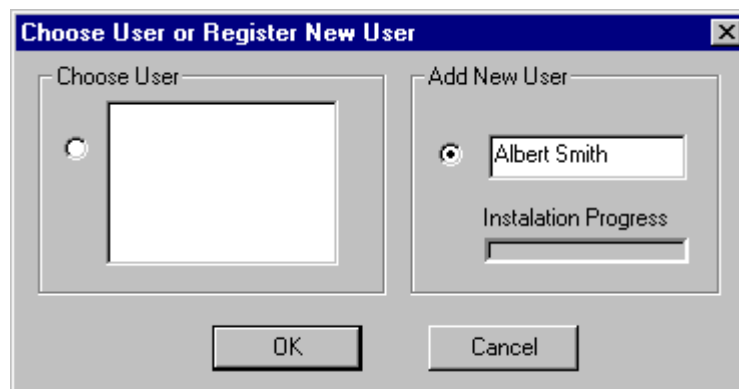 Choose User or Register New User
Choose User
Add New User
Albert Smith
Instalation Progress
OK
Cancel